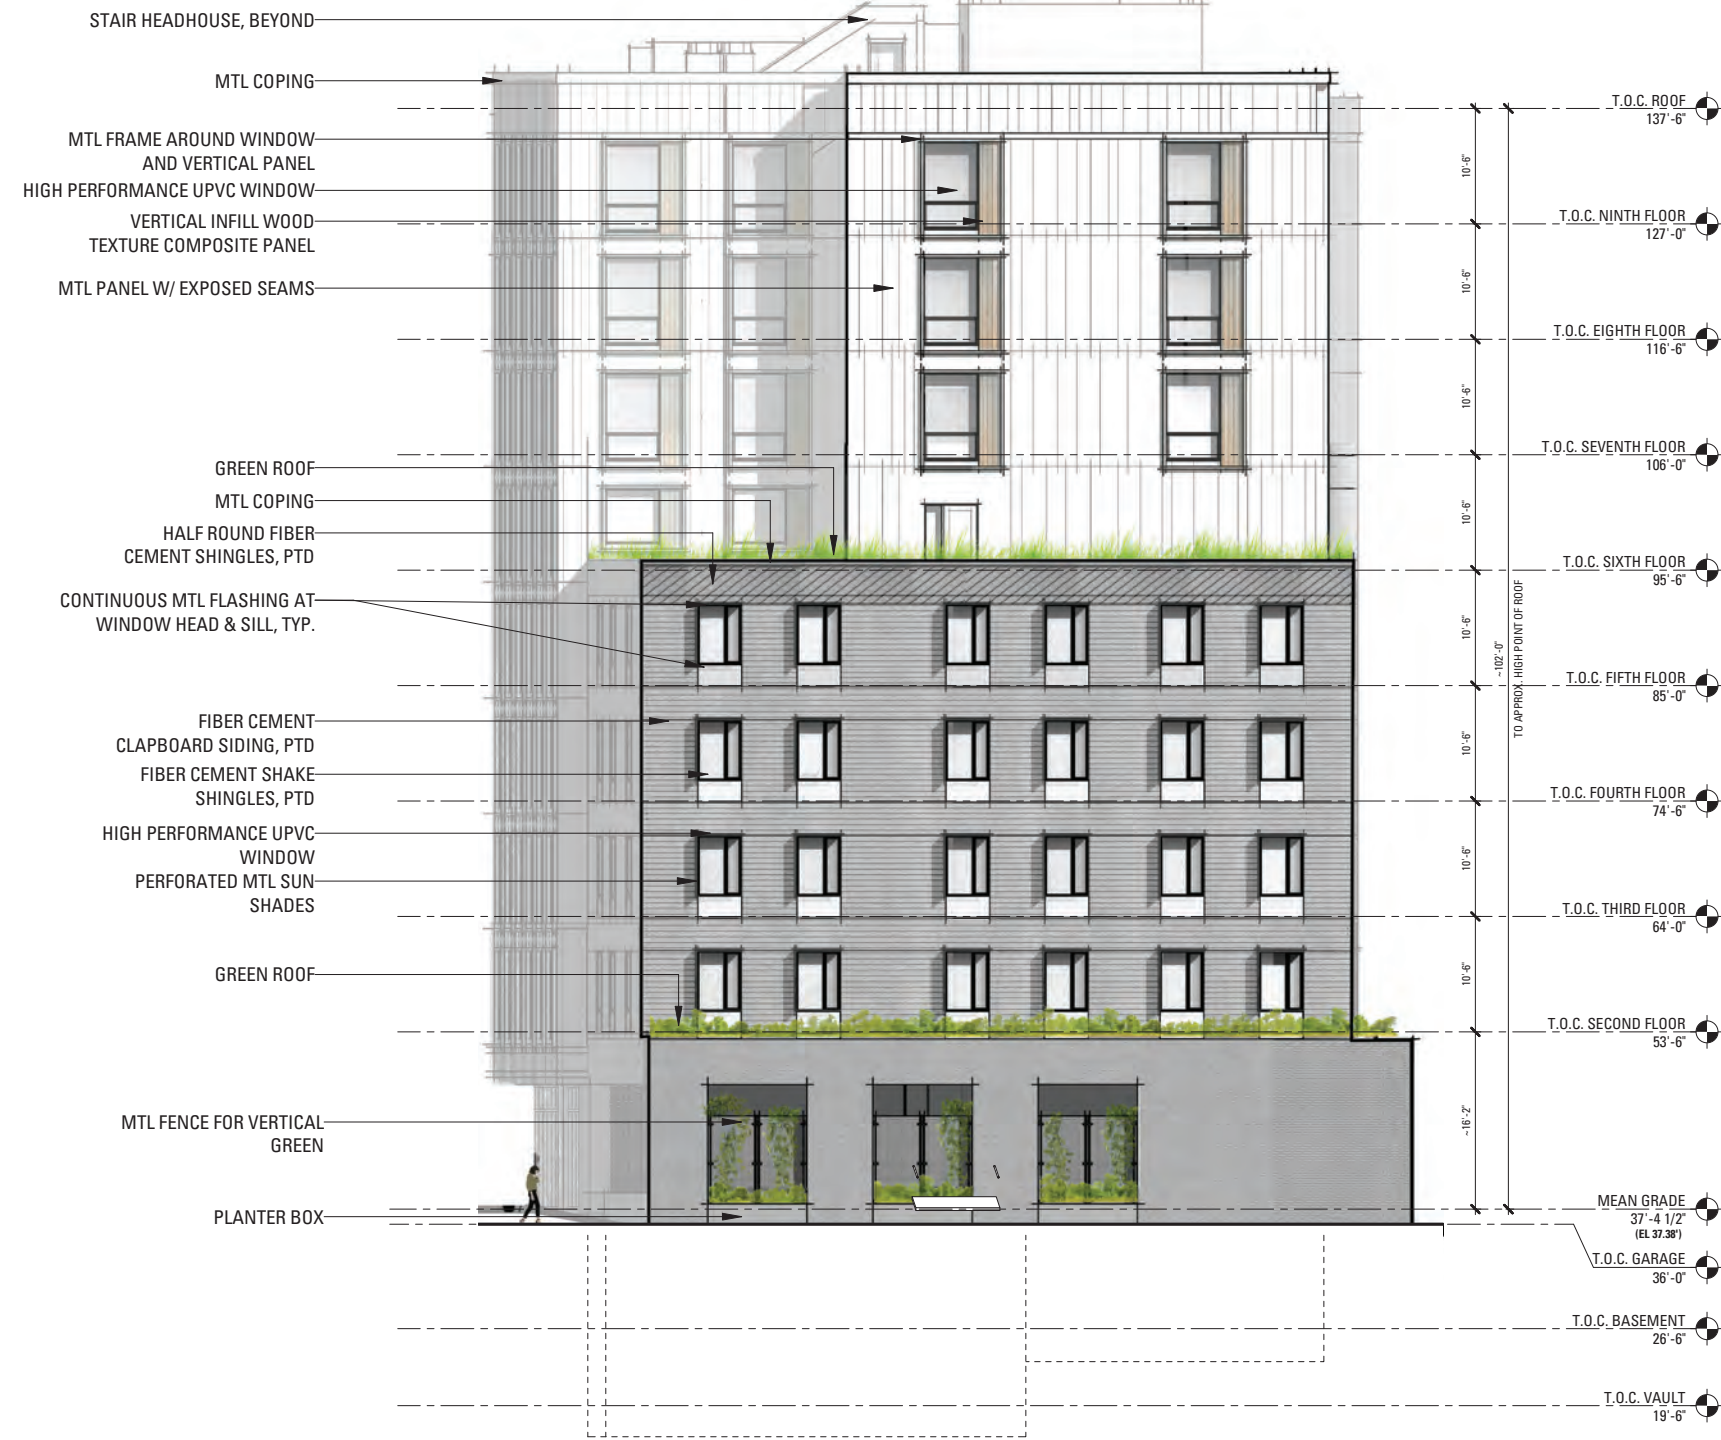 STAIR HEADHOUSE, BEYOND
MTL COPING
MTL FRAME AROUND WINDOW
AND VERTICAL PANEL
HIGH PERFORMANCE UPVC WINDOW
VERTICAL INFILL WOOD
TEXTURE COMPOSITE PANEL
MTL PANEL W/ EXPOSED SEAMS
GREEN ROOF
MTL COPING
HALF ROUND FIBER
CEMENT SHINGLES, PTD
CONTINUOUS MTL FLASHING AT
WINDOW HEAD & SILL, TYP.
FIBER CEMENT
CLAPBOARD SIDING, PTD
FIBER CEMENT SHAKE
SHINGLES, PTD
HIGH PERFORMANCE UPVC
WINDOW
PERFORATED MTL SUN
SHADES
GREEN ROOF
MTL FENCE FOR VERTICAL
GREEN
PLANTER BOX
10'-6"
10'-6"
10'-6"
10'-6"
10'-6"
10'-6"
10'-6"
10'-6"
~16'-2"
~102'-0"
TO APPROX. HIGH POINT OF ROOF
T.O.C. ROOF
137'-6"
T.O.C. NINTH FLOOR
127'-0"
T.O.C. EIGHTH FLOOR
116'-6"
T.O.C. SEVENTH FLOOR
106'-0"
T.O.C. SIXTH FLOOR
95'-6"
T.O.C. FIFTH FLOOR
85'-0"
T.O.C. FOURTH FLOOR
74'-6"
T.O.C. THIRD FLOOR
64'-0"
T.O.C. SECOND FLOOR
53'-6"
MEAN GRADE
37'-4 1/2"
(EL 37.38')
T.O.C. GARAGE
36'-0"
T.O.C. BASEMENT
26'-6"
T.O.C. VAULT
19'-6"